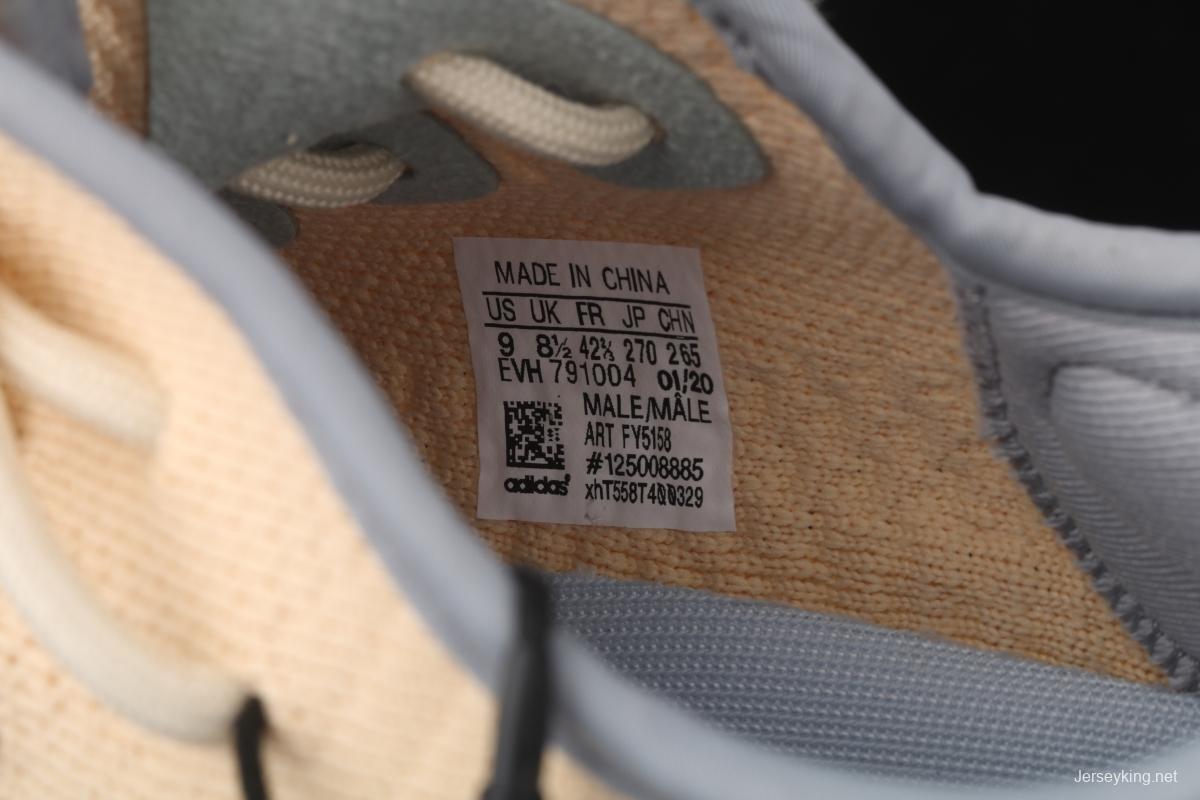 MADE IN CHINA
US UK FR JP CHN
9 8½ 42⅔ 270 265
EVH 791004 01/20
MALE/MÂLE
ART FY5158
#125008885
xhT558T400329
adidas
Jerseyking.net